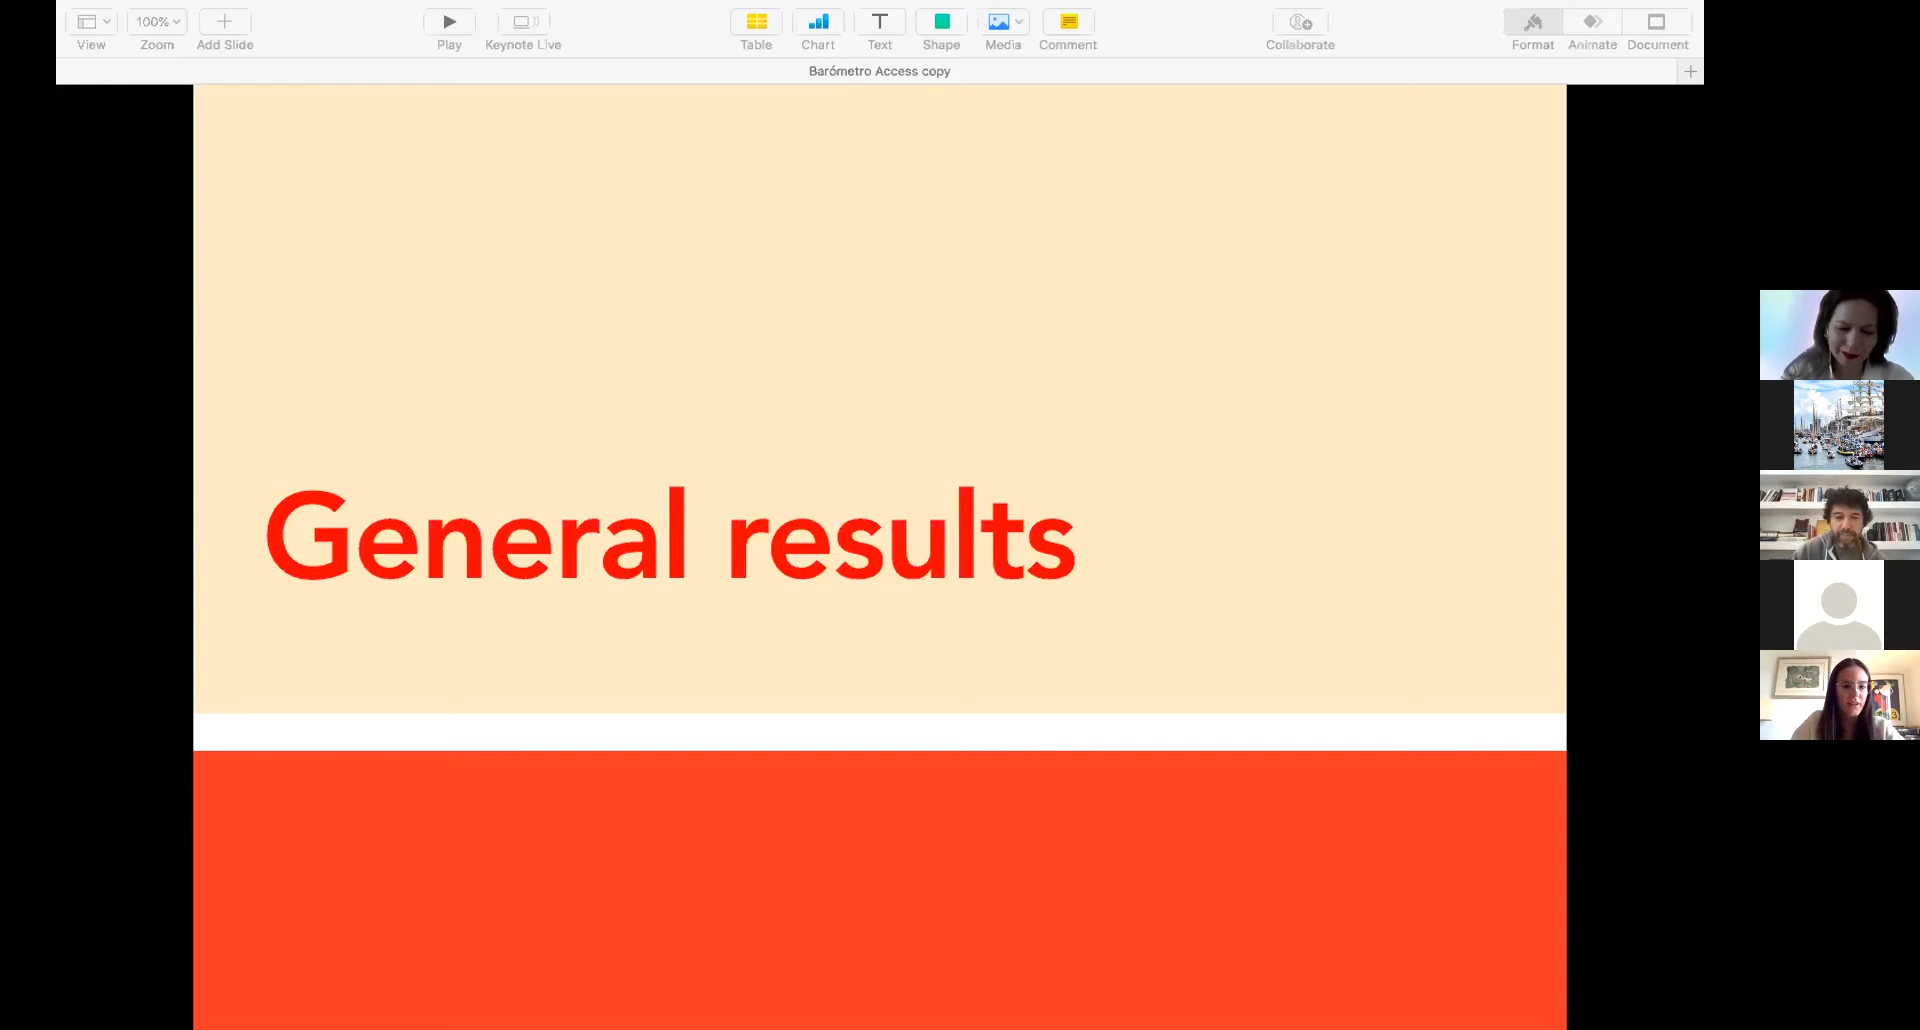 100%
View
Zoom
Add Slide
Play
Keynote Live
Table
Chart
Text
Shape
Media
Comment
Collaborate
Format
Animate
Document
Barómetro Access copy
General results